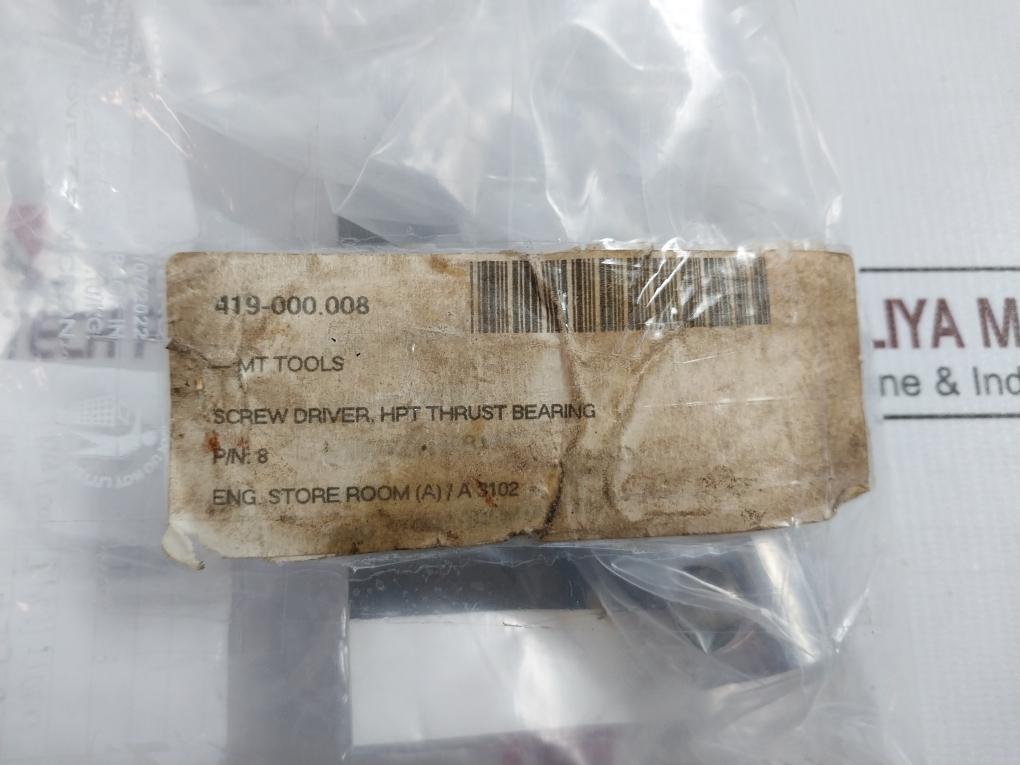 419-000.008
MT TOOLS
SCREW DRIVER, HPT THRUST BEARING
P/N: 8
ENG. STORE ROOM (A) / A 3102
LIYA M
ne & Ind